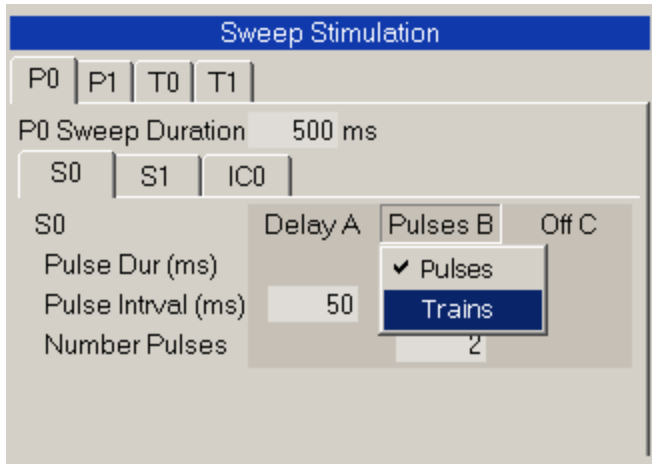 Sweep Stimulation
P0 P1 T0 T1
P0 Sweep Duration 500 ms
S0 S1 IC0
S0 Delay A Pulses B Off C
Pulse Dur (ms) ✔ Pulses
Pulse Intrval (ms) 50 Trains
Number Pulses 2